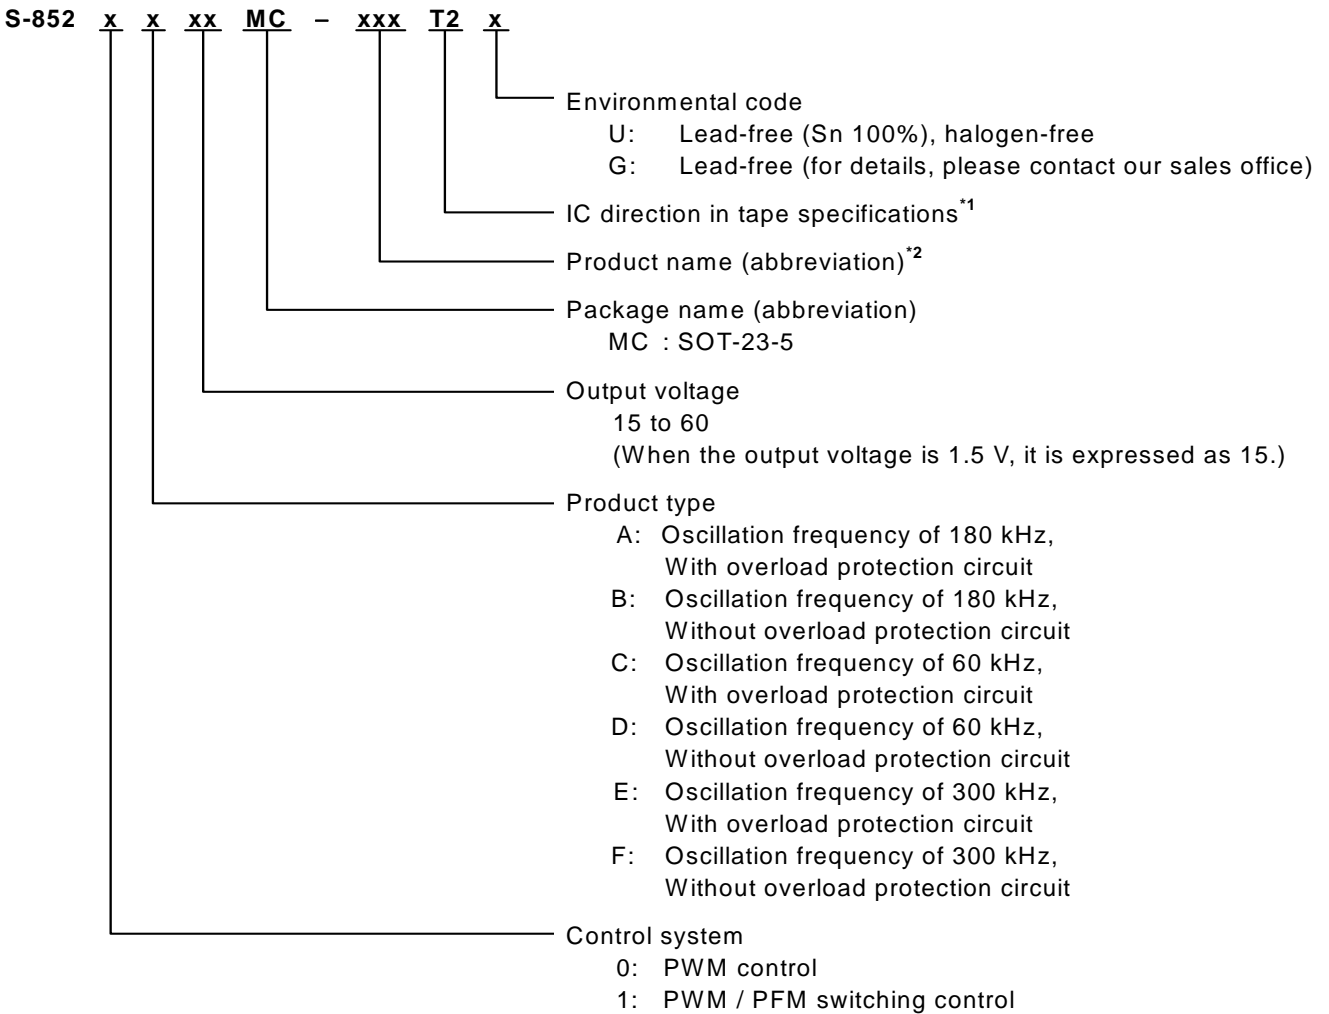 S-852 x x xx MC – xxx T2 x
Environmental code
U: Lead-free (Sn 100%), halogen-free
G: Lead-free (for details, please contact our sales office)
IC direction in tape specifications*1
Product name (abbreviation)*2
Package name (abbreviation)
MC : SOT-23-5
Output voltage
15 to 60
(When the output voltage is 1.5 V, it is expressed as 15.)
Product type
A: Oscillation frequency of 180 kHz,
With overload protection circuit
B: Oscillation frequency of 180 kHz,
Without overload protection circuit
C: Oscillation frequency of 60 kHz,
With overload protection circuit
D: Oscillation frequency of 60 kHz,
Without overload protection circuit
E: Oscillation frequency of 300 kHz,
With overload protection circuit
F: Oscillation frequency of 300 kHz,
Without overload protection circuit
Control system
0: PWM control
1: PWM / PFM switching control